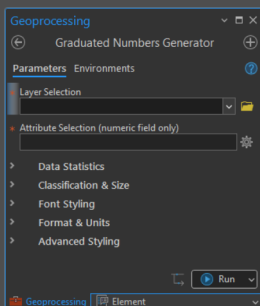 Geoprocessing
Graduated Numbers Generator
Parameters Environments
* Layer Selection
* Attribute Selection (numeric field only)
> Data Statistics
> Classification & Size
> Font Styling
> Format & Units
> Advanced Styling
Run
Geoprocessing Element